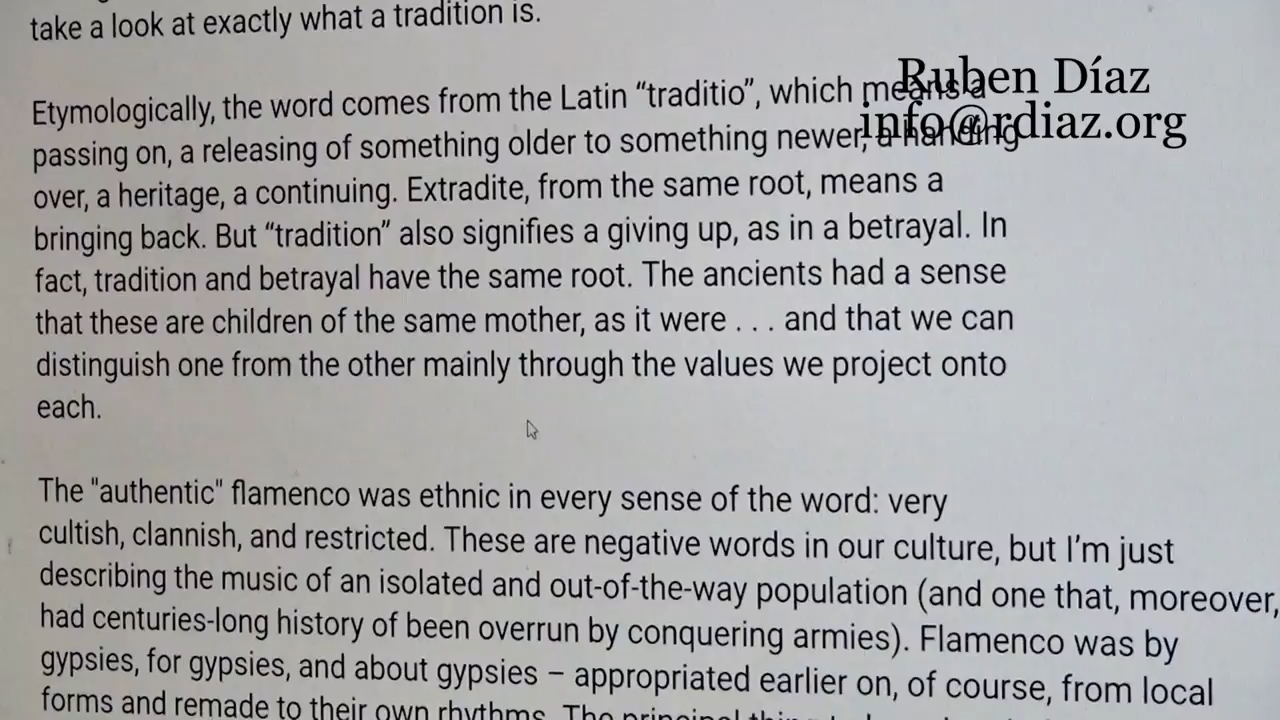 take a look at exactly what a tradition is.
Ruben Díaz
info@rdiaz.org
Etymologically, the word comes from the Latin “traditio”, which means a
passing on, a releasing of something older to something newer, a handing
over, a heritage, a continuing. Extradite, from the same root, means a
bringing back. But “tradition” also signifies a giving up, as in a betrayal. In
fact, tradition and betrayal have the same root. The ancients had a sense
that these are children of the same mother, as it were . . . and that we can
distinguish one from the other mainly through the values we project onto
each.
The "authentic" flamenco was ethnic in every sense of the word: very
cultish, clannish, and restricted. These are negative words in our culture, but I’m just
describing the music of an isolated and out-of-the-way population (and one that, moreover,
had centuries-long history of been overrun by conquering armies). Flamenco was by
gypsies, for gypsies, and about gypsies – appropriated earlier on, of course, from local
forms and remade to their own rhythms. The principal thing